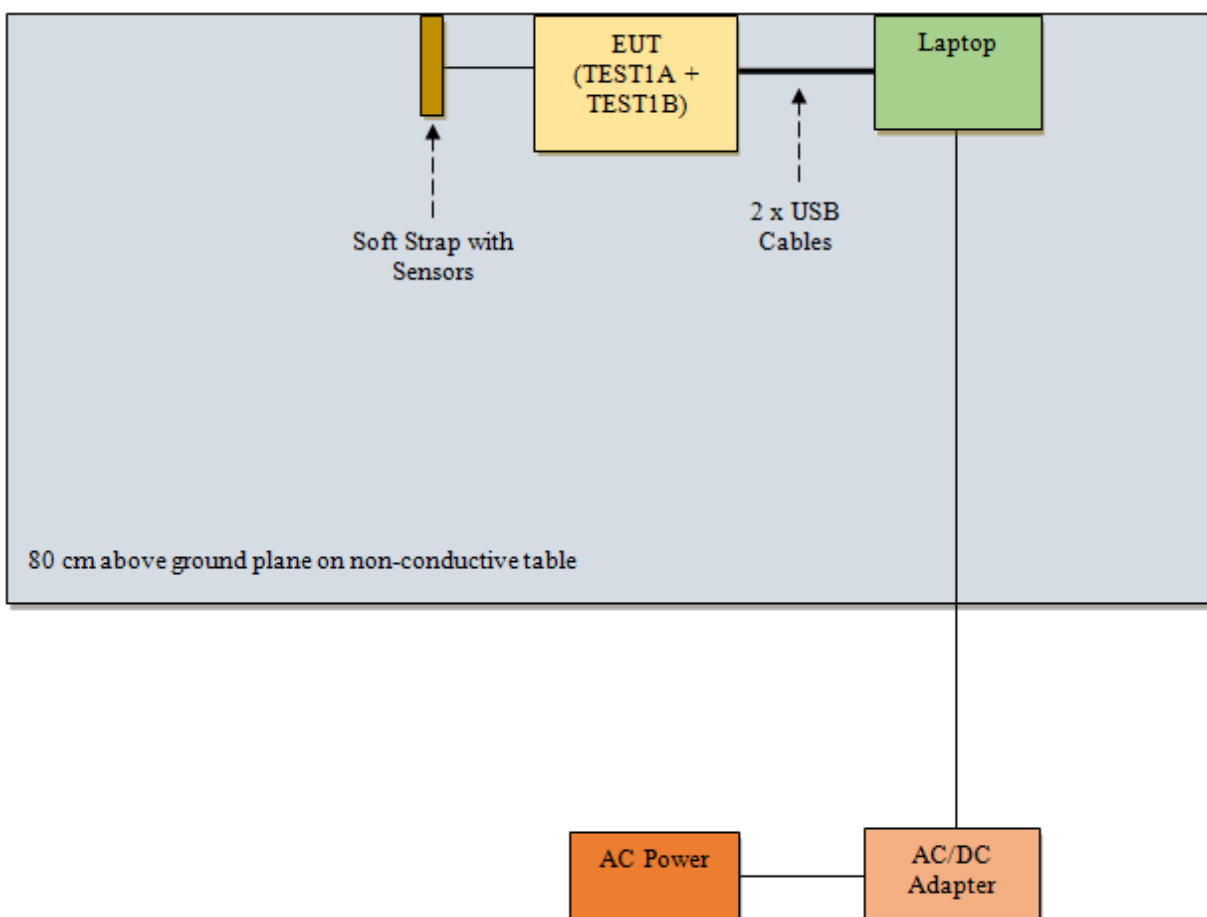 EUT
(TEST1A +
TEST1B)
Laptop
2 x USB
Cables
Soft Strap with
Sensors
80 cm above ground plane on non-conductive table
AC Power
AC/DC
Adapter